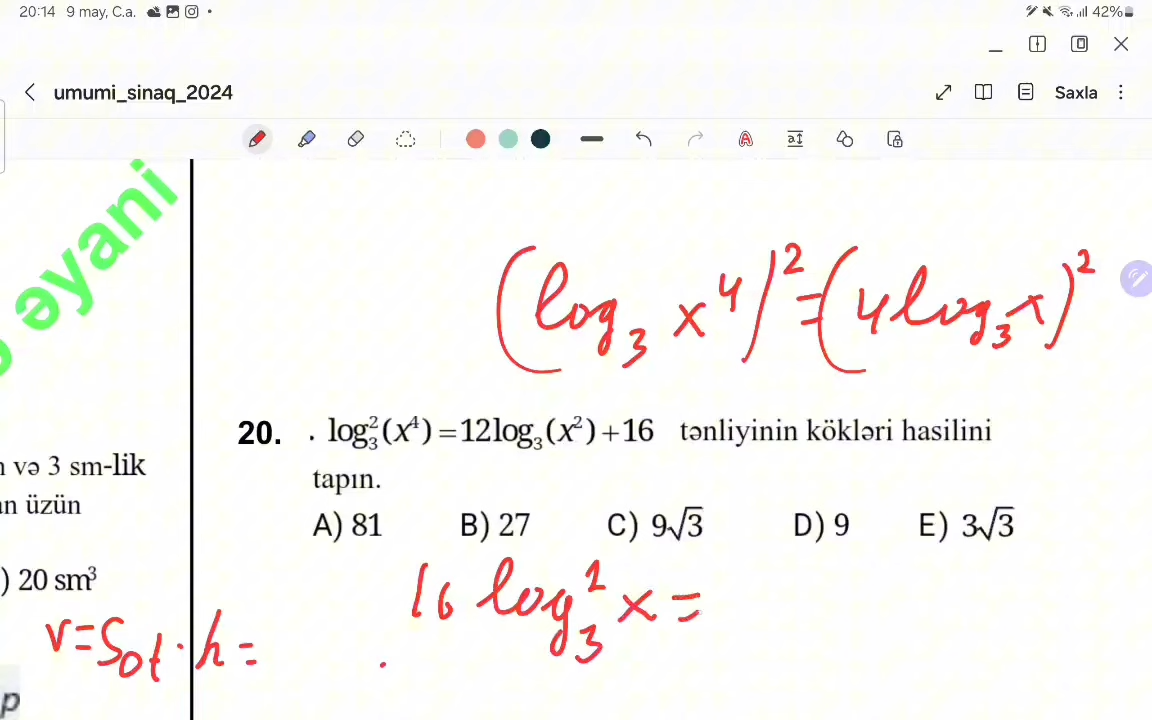 20:14 9 may, C.a. 42%
umumi_sinaq_2024 Saxla
əyani
(log₃ x⁴)² = (4 log₃ x)²
20. . log₃²(x⁴) = 12log₃(x²) + 16 tənliyinin kökləri hasilini
tapın.
A) 81 B) 27 C) 9√3 D) 9 E) 3√3
və 3 sm-lik
üzün
) 20 sm³
16 log₃² x =
V = Sot · h =
p